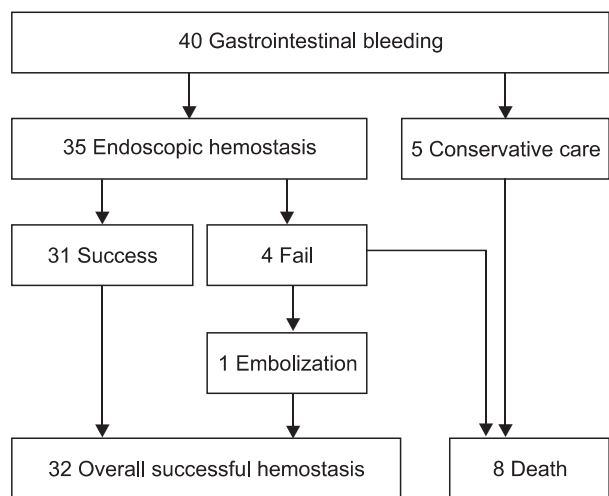 40 Gastrointestinal bleeding
35 Endoscopic hemostasis
5 Conservative care
31 Success
4 Fail
1 Embolization
32 Overall successful hemostasis
8 Death